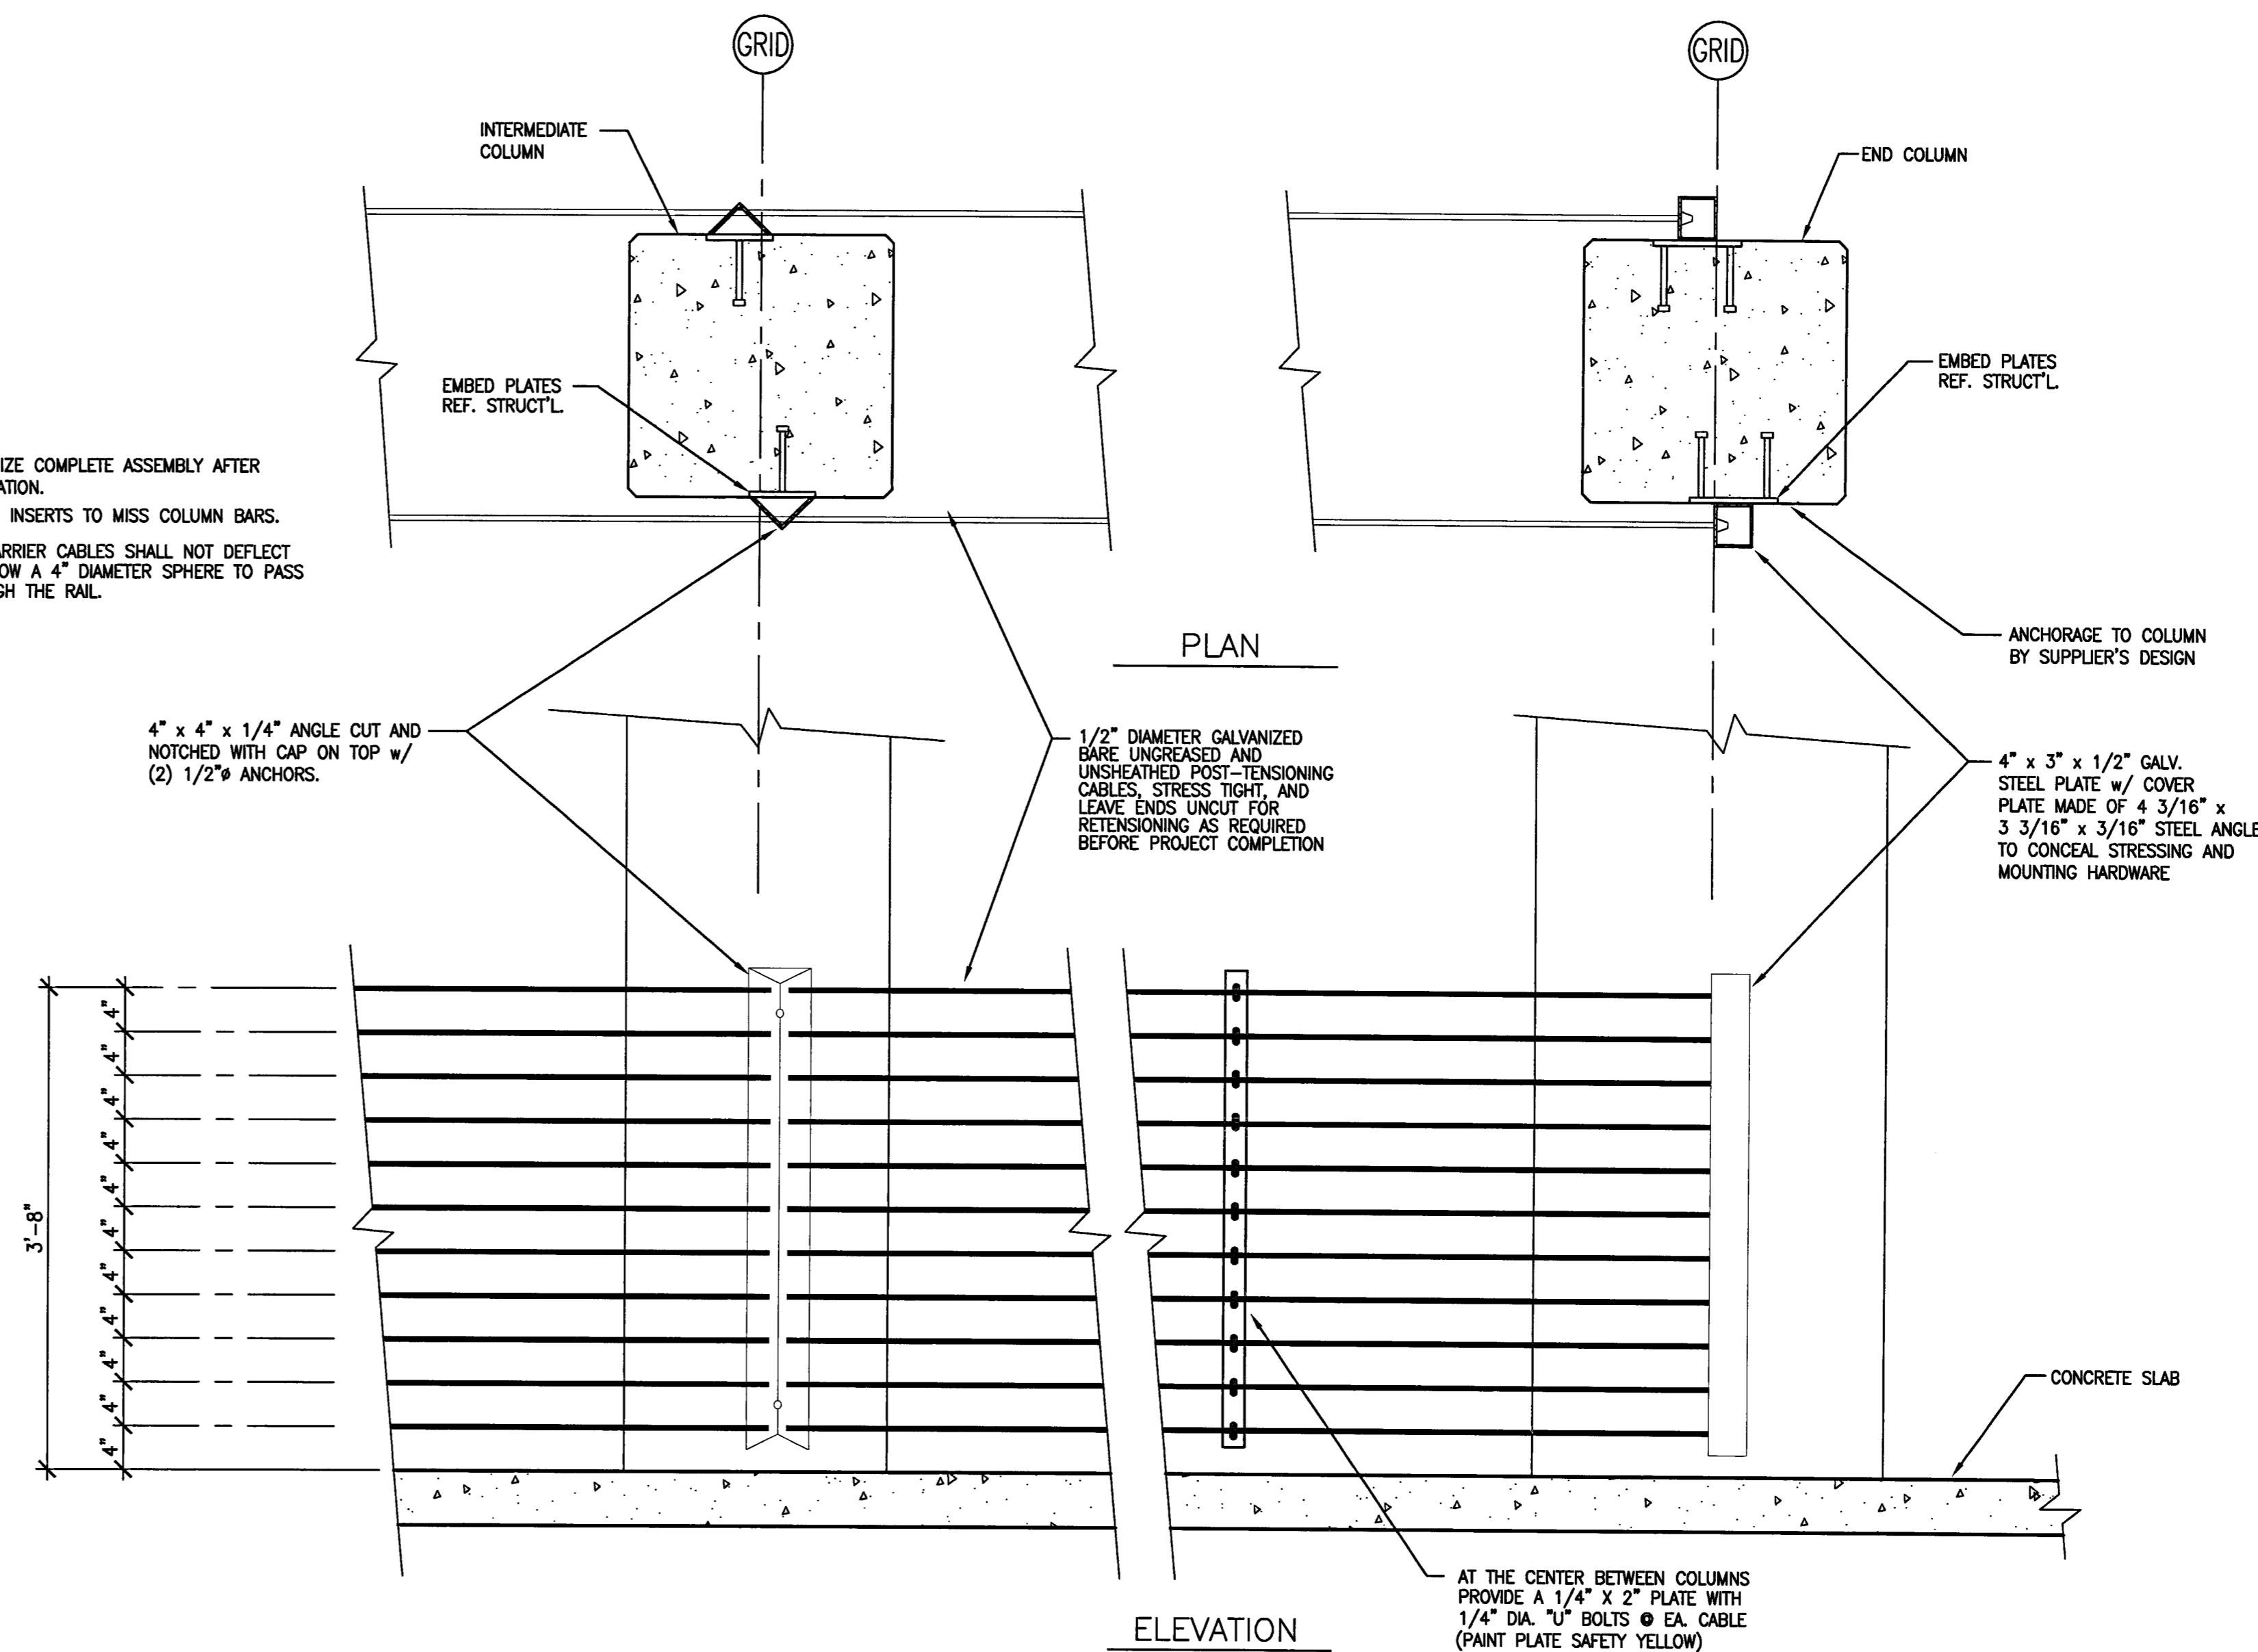 GRID
GRID
INTERMEDIATE
COLUMN
END COLUMN
EMBED PLATES
REF. STRUCT'L.
EMBED PLATES
REF. STRUCT'L.
IZE COMPLETE ASSEMBLY AFTER
ATION.
INSERTS TO MISS COLUMN BARS.
ARRIER CABLES SHALL NOT DEFLECT
OW A 4" DIAMETER SPHERE TO PASS
GH THE RAIL.
PLAN
ANCHORAGE TO COLUMN
BY SUPPLIER'S DESIGN
4" x 4" x 1/4" ANGLE CUT AND
NOTCHED WITH CAP ON TOP w/
(2) 1/2"ø ANCHORS.
1/2" DIAMETER GALVANIZED
BARE UNGREASED AND
UNSHEATHED POST-TENSIONING
CABLES, STRESS TIGHT, AND
LEAVE ENDS UNCUT FOR
RETENSIONING AS REQUIRED
BEFORE PROJECT COMPLETION
4" x 3" x 1/2" GALV.
STEEL PLATE w/ COVER
PLATE MADE OF 4 3/16" x
3 3/16" x 3/16" STEEL ANGLE
TO CONCEAL STRESSING AND
MOUNTING HARDWARE
3'-8"
4"
4"
4"
4"
4"
4"
4"
4"
4"
4"
4"
CONCRETE SLAB
AT THE CENTER BETWEEN COLUMNS
PROVIDE A 1/4" X 2" PLATE WITH
1/4" DIA. "U" BOLTS @ EA. CABLE
(PAINT PLATE SAFETY YELLOW)
ELEVATION